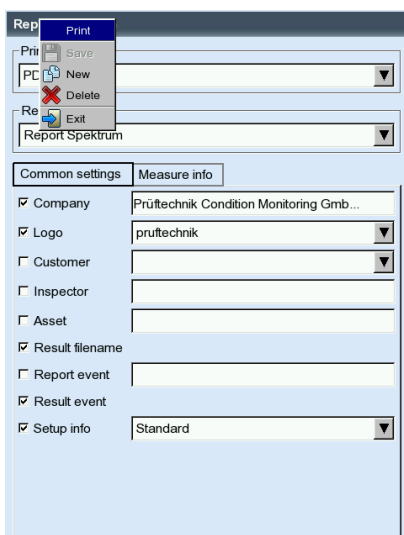 Rep
Print
Prin
Save
PD
New
Delete
Re
Exit
Report Spektrum
Common settings
Measure info
Company
Prüftechnik Condition Monitoring Gmb...
Logo
pruftechnik
Customer
Inspector
Asset
Result filename
Report event
Result event
Setup info
Standard